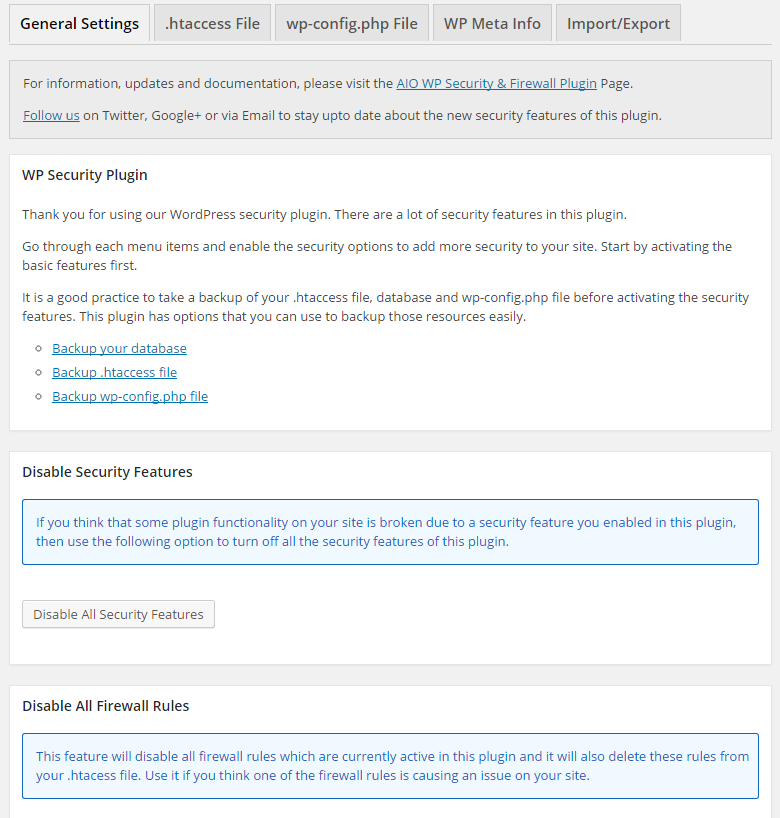 General Settings .htaccess File wp-config.php File WP Meta Info Import/Export
For information, updates and documentation, please visit the AIO WP Security & Firewall Plugin Page.
Follow us on Twitter, Google+ or via Email to stay upto date about the new security features of this plugin.
WP Security Plugin
Thank you for using our WordPress security plugin. There are a lot of security features in this plugin.
Go through each menu items and enable the security options to add more security to your site. Start by activating the
basic features first.
It is a good practice to take a backup of your .htaccess file, database and wp-config.php file before activating the security
features. This plugin has options that you can use to backup those resources easily.
Backup your database
Backup .htaccess file
Backup wp-config.php file
Disable Security Features
If you think that some plugin functionality on your site is broken due to a security feature you enabled in this plugin,
then use the following option to turn off all the security features of this plugin.
Disable All Security Features
Disable All Firewall Rules
This feature will disable all firewall rules which are currently active in this plugin and it will also delete these rules from
your .htacess file. Use it if you think one of the firewall rules is causing an issue on your site.